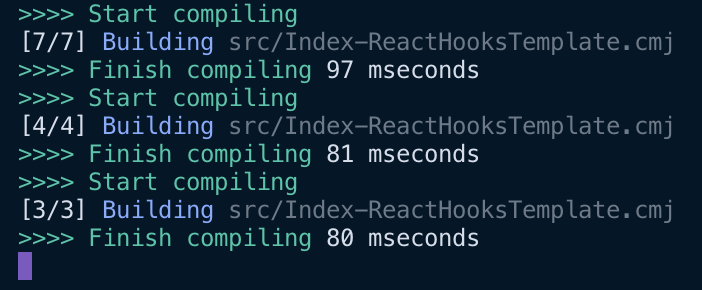 >>>> Start compiling
[7/7] Building src/Index-ReactHooksTemplate.cmj
>>>> Finish compiling 97 mseconds
>>>> Start compiling
[4/4] Building src/Index-ReactHooksTemplate.cmj
>>>> Finish compiling 81 mseconds
>>>> Start compiling
[3/3] Building src/Index-ReactHooksTemplate.cmj
>>>> Finish compiling 80 mseconds